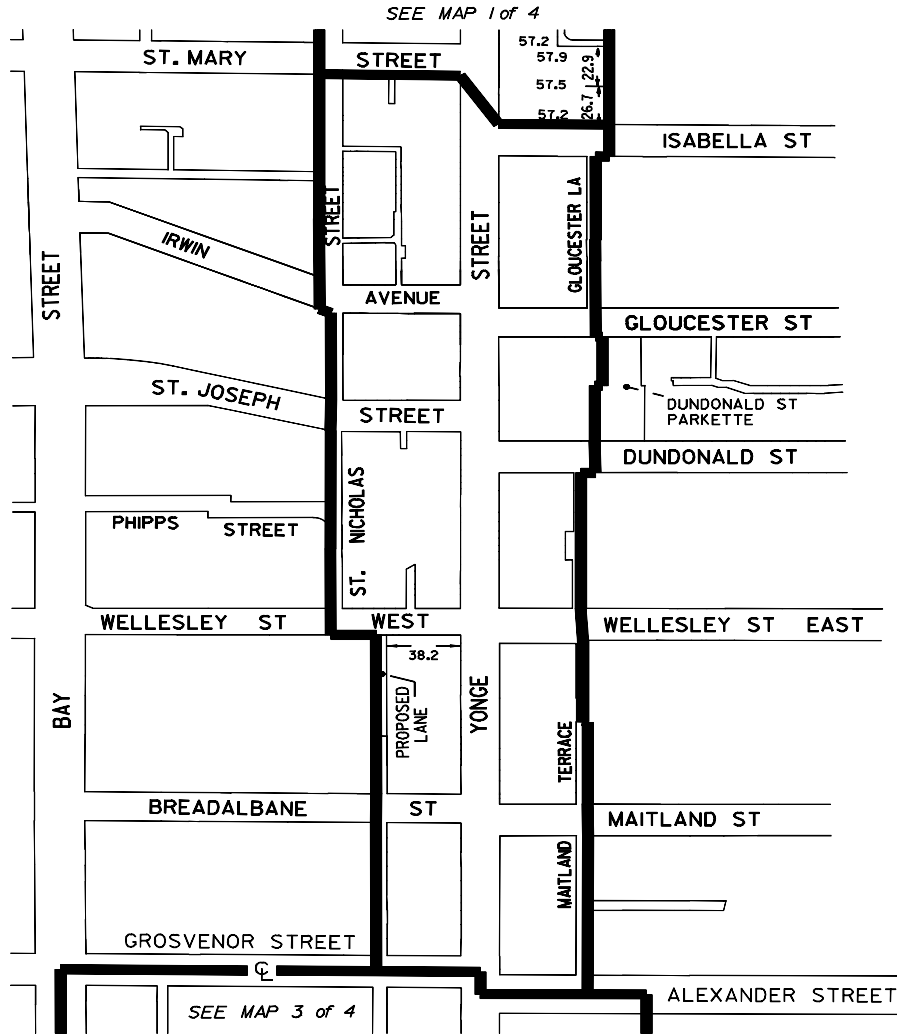 SEE MAP 1 of 4
57.2
57.9
22.9
57.5
26.7
57.2
ST. MARY STREET
ISABELLA ST
STREET
STREET
GLOUCESTER LA
IRWIN AVENUE
STREET
GLOUCESTER ST
ST. JOSEPH STREET
DUNDONALD ST
PARKETTE
DUNDONALD ST
ST. NICHOLAS
PHIPPS STREET
WELLESLEY ST WEST
WELLESLEY ST EAST
38.2
BAY
PROPOSED
LANE
YONGE
TERRACE
BREADALBANE ST
MAITLAND ST
MAITLAND
GROSVENOR STREET
CL
SEE MAP 3 of 4
ALEXANDER STREET